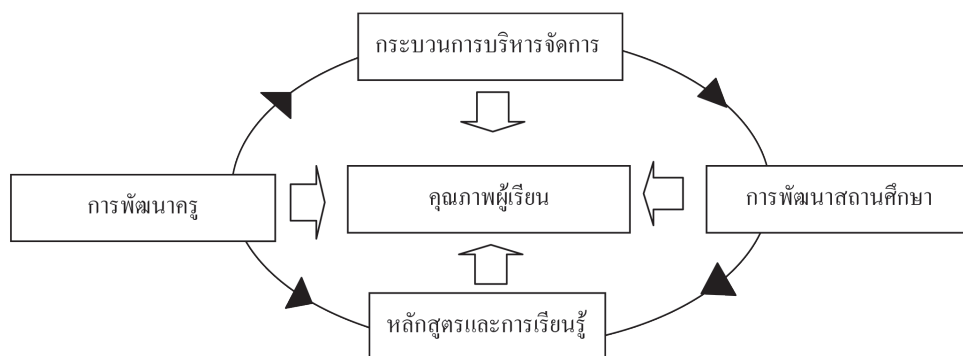 กระบวนการบริหารจัดการ
การพัฒนาครู
คุณภาพผู้เรียน
การพัฒนาสถานศึกษา
หลักสูตรและการเรียนรู้